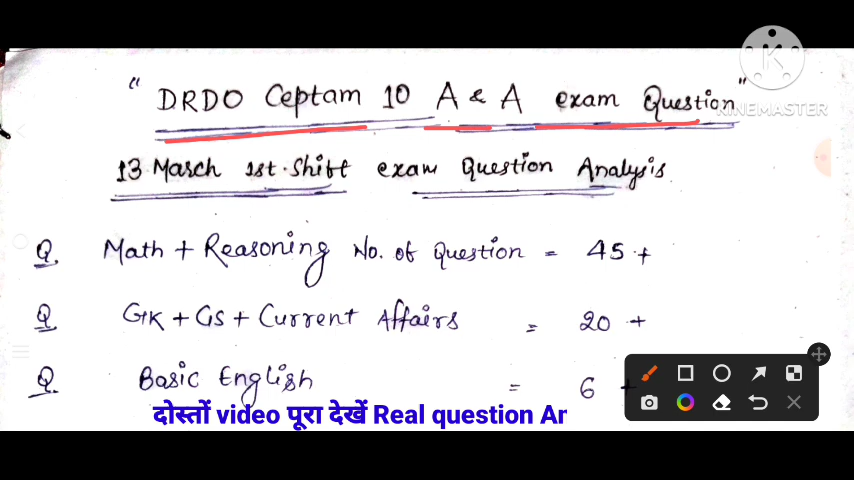 " DRDO Ceptam 10 A & A exam Question"
KINEMASTER
13 March 1st shift exam Question Analysis
Q. Math + Reasoning No. of Question = 45 +
Q GK + GS + Current Affairs = 20 +
Q. Basic English = 6 +
दोस्तों video पूरा देखें Real question Ar